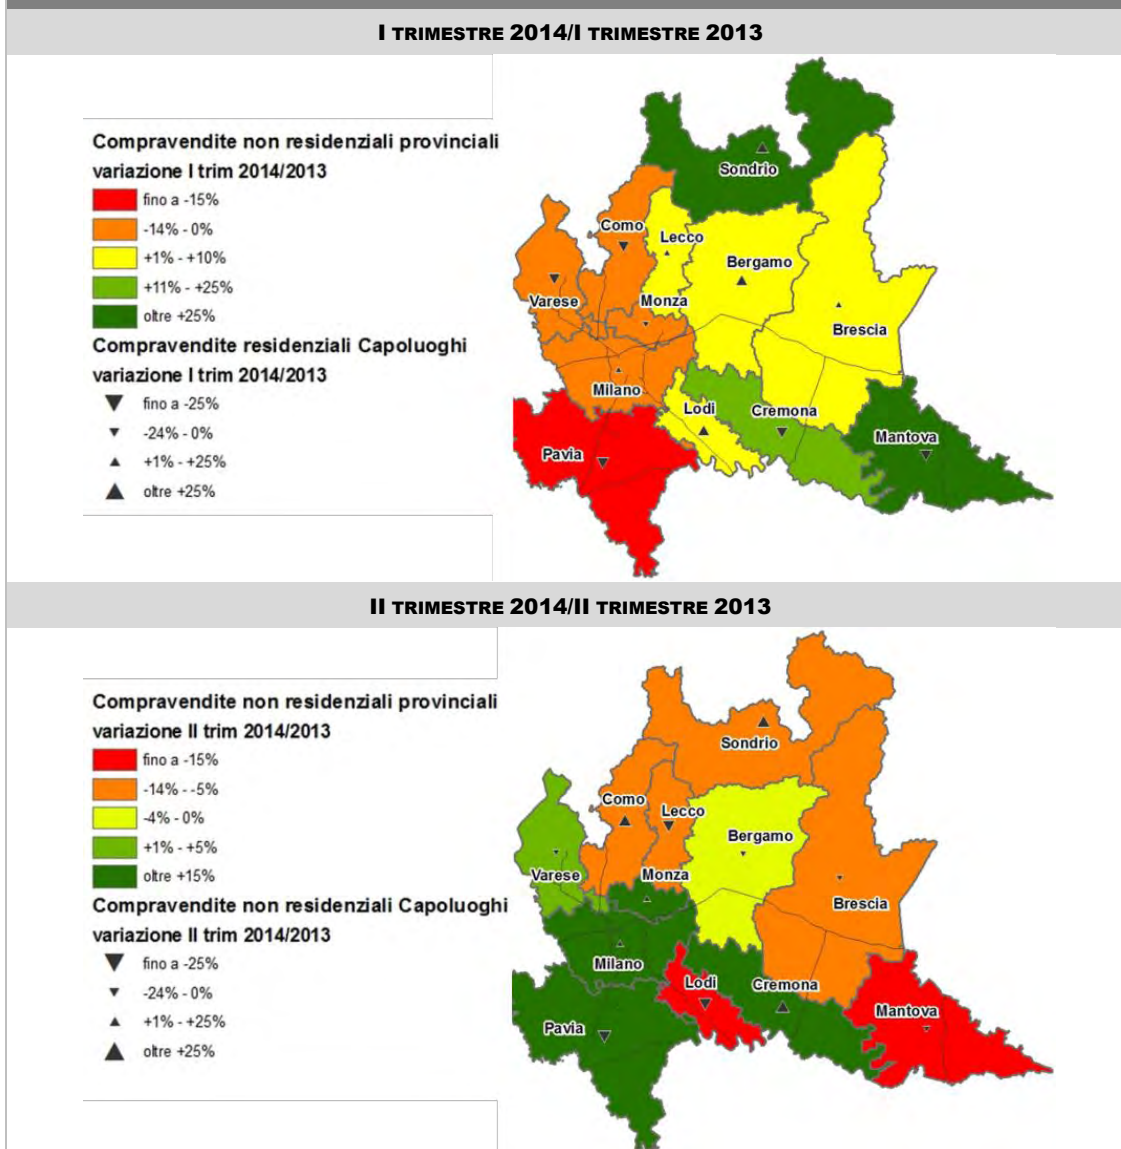 I TRIMESTRE 2014/I TRIMESTRE 2013
Compravendite non residenziali provinciali
variazione I trim 2014/2013
fino a -15%
-14% - 0%
+1% - +10%
+11% - +25%
oltre +25%
Compravendite residenziali Capoluoghi
variazione I trim 2014/2013
fino a -25%
-24% - 0%
+1% - +25%
oltre +25%
Sondrio
Como
Lecco
Bergamo
Varese
Monza
Brescia
Milano
Lodi
Cremona
Mantova
Pavia
II TRIMESTRE 2014/II TRIMESTRE 2013
Compravendite non residenziali provinciali
variazione II trim 2014/2013
fino a -15%
-14% - -5%
-4% - 0%
+1% - +5%
oltre +15%
Compravendite non residenziali Capoluoghi
variazione II trim 2014/2013
fino a -25%
-24% - 0%
+1% - +25%
oltre +25%
Sondrio
Como
Lecco
Bergamo
Varese
Monza
Brescia
Milano
Lodi
Cremona
Mantova
Pavia